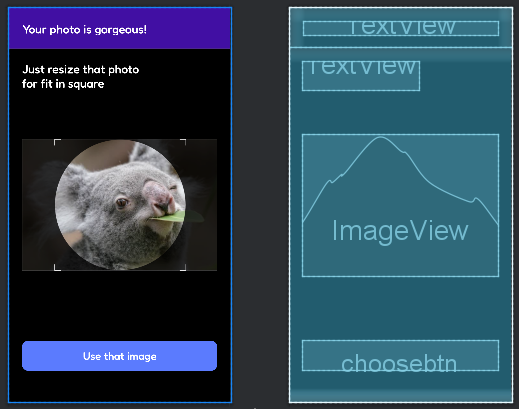 Your photo is gorgeous!
Just resize that photo
for fit in square
Use that image
TextView
TextView
ImageView
choosebtn